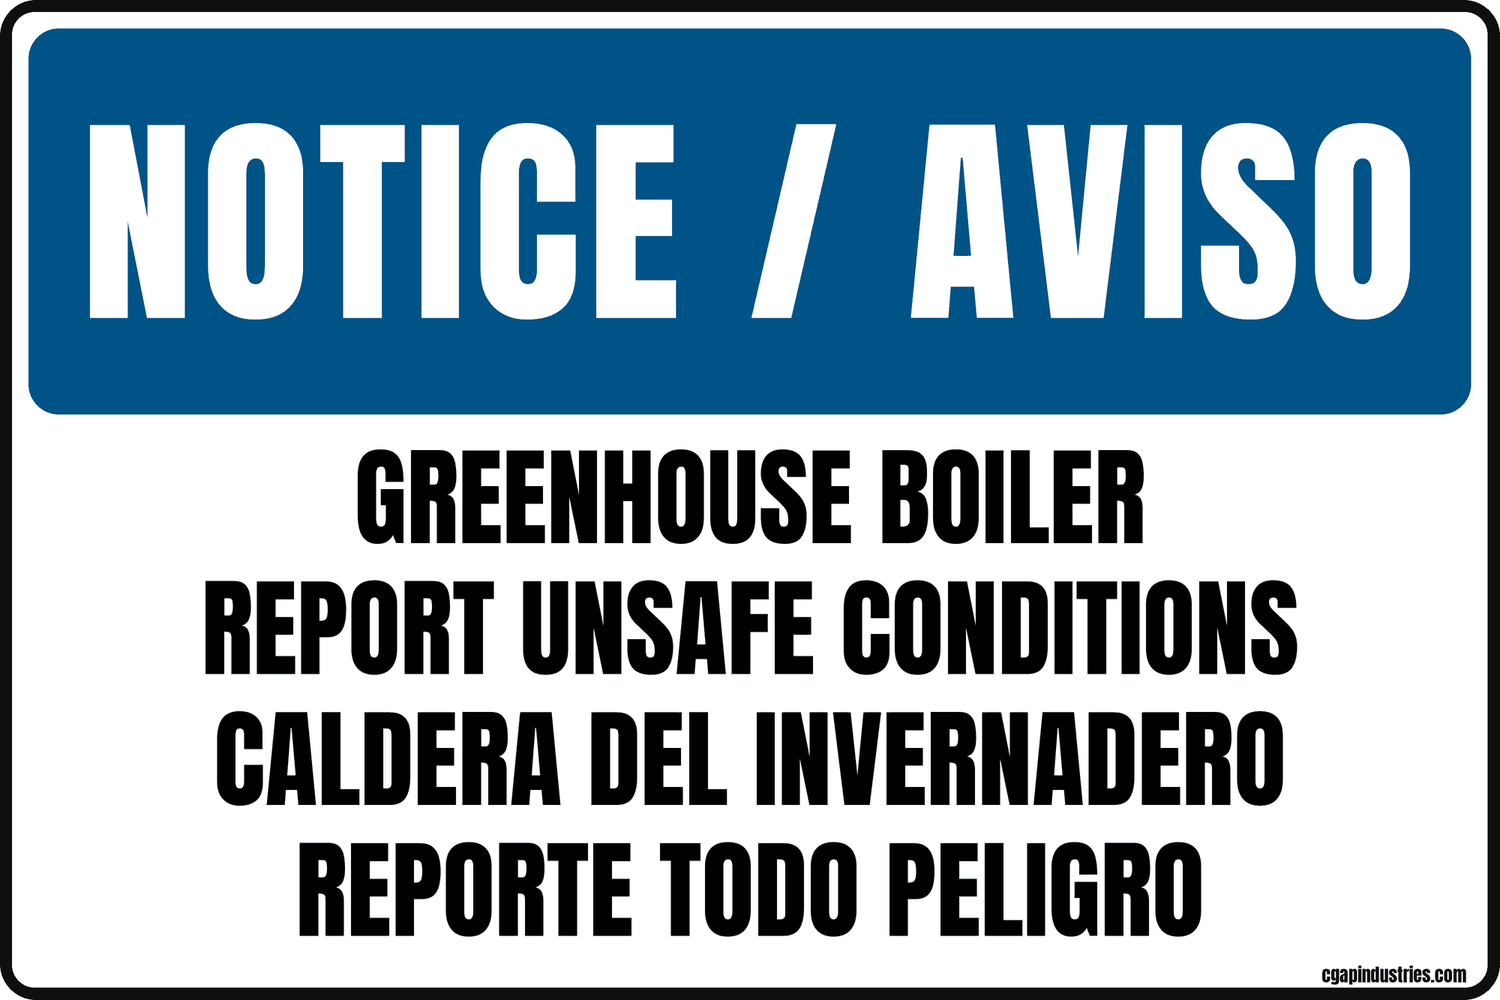 NOTICE / AVISO
GREENHOUSE BOILER
REPORT UNSAFE CONDITIONS
CALDERA DEL INVERNADERO
REPORTE TODO PELIGRO
cgapindustries.com